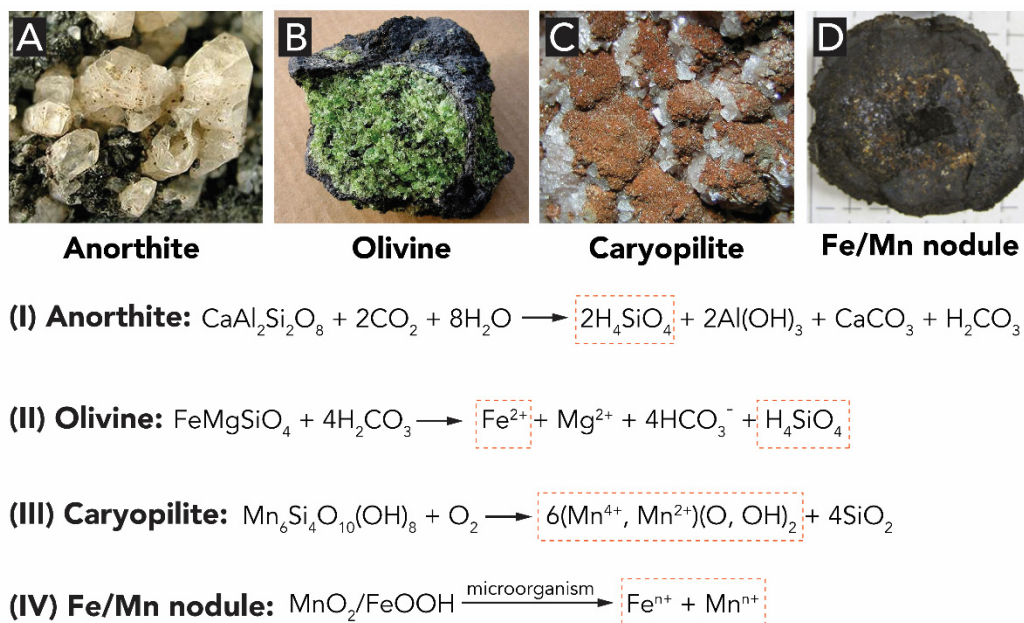 A B C D
Anorthite Olivine Caryopilite Fe/Mn nodule
(I) Anorthite: CaAl₂Si₂O₈ + 2CO₂ + 8H₂O ⟶ 2H₄SiO₄ + 2Al(OH)₃ + CaCO₃ + H₂CO₃
(II) Olivine: FeMgSiO₄ + 4H₂CO₃ ⟶ Fe²⁺ + Mg²⁺ + 4HCO₃⁻ + H₄SiO₄
(III) Caryopilite: Mn₆Si₄O₁₀(OH)₈ + O₂ ⟶ 6(Mn⁴⁺, Mn²⁺)(O, OH)₂ + 4SiO₂
microorganism
(IV) Fe/Mn nodule: MnO₂/FeOOH ⟶ Feⁿ⁺ + Mnⁿ⁺